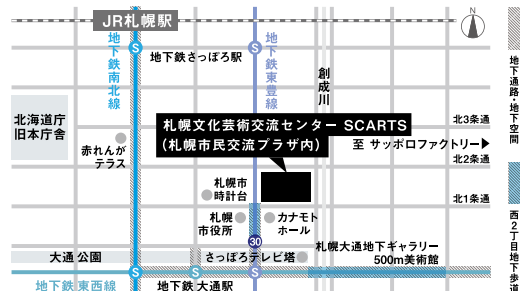 JR札幌駅
N
地下鉄南北線
S
地下鉄さっぽろ駅
S
地下鉄東豊線
創成川
地下通路・地下空間
北海道庁
旧本庁舎
赤れんが
テラス
札幌文化芸術交流センター SCARTS
(札幌市民交流プラザ内)
北3条通
至 サッポロファクトリー▶
北2条通
札幌市
時計台
北1条通
札幌
市役所
カナモト
ホール
30
西2丁目地下歩道
大通公園
さっぽろテレビ塔
札幌大通地下ギャラリー
500m美術館
S
S
S
地下鉄東西線
地下鉄 大通駅